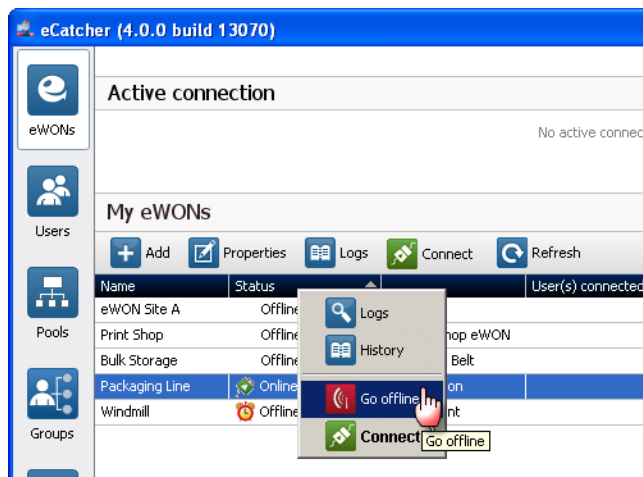 eCatcher (4.0.0 build 13070)
eWONs
Users
Pools
Groups
Active connection
No active connec
My eWONs
Add Properties Logs Connect Refresh
Name Status User(s) connected
eWON Site A Offline
Print Shop Offline hop eWON
Bulk Storage Offline Belt
Packaging Line Online on
Windmill Offline nt
Logs
History
Go offline
Connect
Go offline